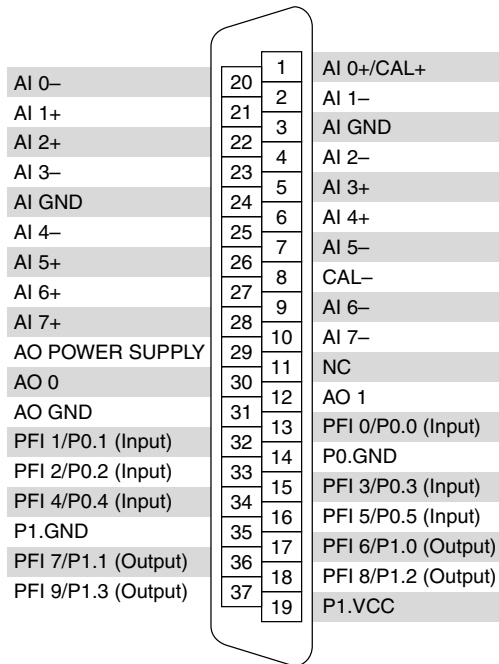 AI 0– 20
AI 1+ 21
AI 2+ 22
AI 3– 23
AI GND 24
AI 4– 25
AI 5+ 26
AI 6+ 27
AI 7+ 28
AO POWER SUPPLY 29
AO 0 30
AO GND 31
PFI 1/P0.1 (Input) 32
PFI 2/P0.2 (Input) 33
PFI 4/P0.4 (Input) 34
P1.GND 35
PFI 7/P1.1 (Output) 36
PFI 9/P1.3 (Output) 37
1 AI 0+/CAL+
2 AI 1–
3 AI GND
4 AI 2–
5 AI 3+
6 AI 4+
7 AI 5–
8 CAL–
9 AI 6–
10 AI 7–
11 NC
12 AO 1
13 PFI 0/P0.0 (Input)
14 P0.GND
15 PFI 3/P0.3 (Input)
16 PFI 5/P0.5 (Input)
17 PFI 6/P1.0 (Output)
18 PFI 8/P1.2 (Output)
19 P1.VCC